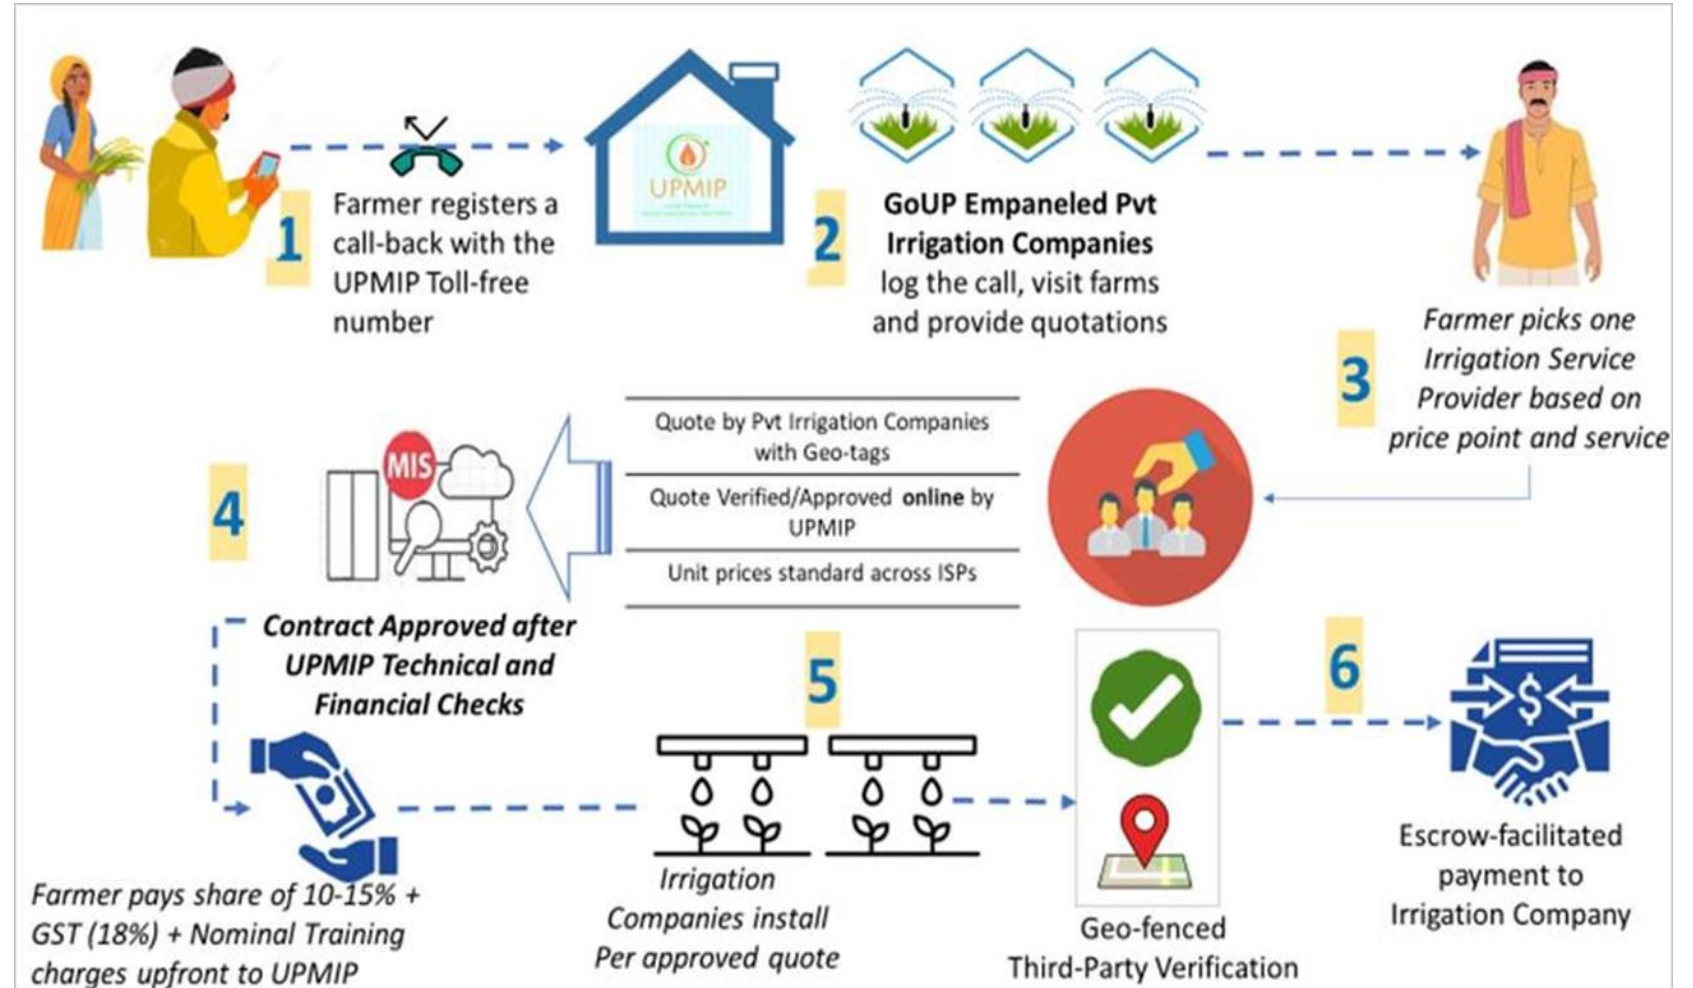 1
Farmer registers a
call-back with the
UPMIP Toll-free
number
UPMIP
2
GoUP Empaneled Pvt
Irrigation Companies
log the call, visit farms
and provide quotations
3
Farmer picks one
Irrigation Service
Provider based on
price point and service
Quote by Pvt Irrigation Companies
with Geo-tags
Quote Verified/Approved online by
UPMIP
Unit prices standard across ISPs
4
MIS
Contract Approved after
UPMIP Technical and
Financial Checks
Farmer pays share of 10-15% +
GST (18%) + Nominal Training
charges upfront to UPMIP
5
Irrigation
Companies install
Per approved quote
Geo-fenced
Third-Party Verification
6
$
Escrow-facilitated
payment to
Irrigation Company